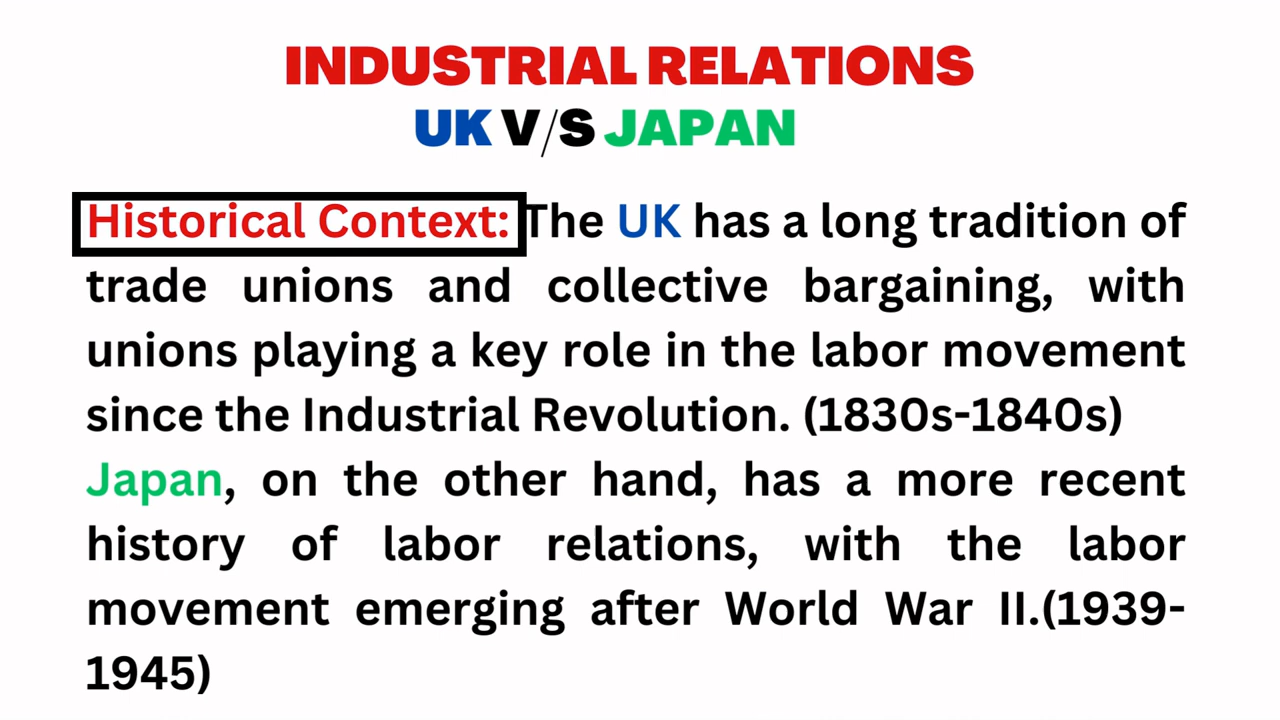 INDUSTRIAL RELATIONS
UK V/S JAPAN
Historical Context: The UK has a long tradition of
trade unions and collective bargaining, with
unions playing a key role in the labor movement
since the Industrial Revolution. (1830s-1840s)
Japan, on the other hand, has a more recent
history of labor relations, with the labor
movement emerging after World War II.(1939-
1945)